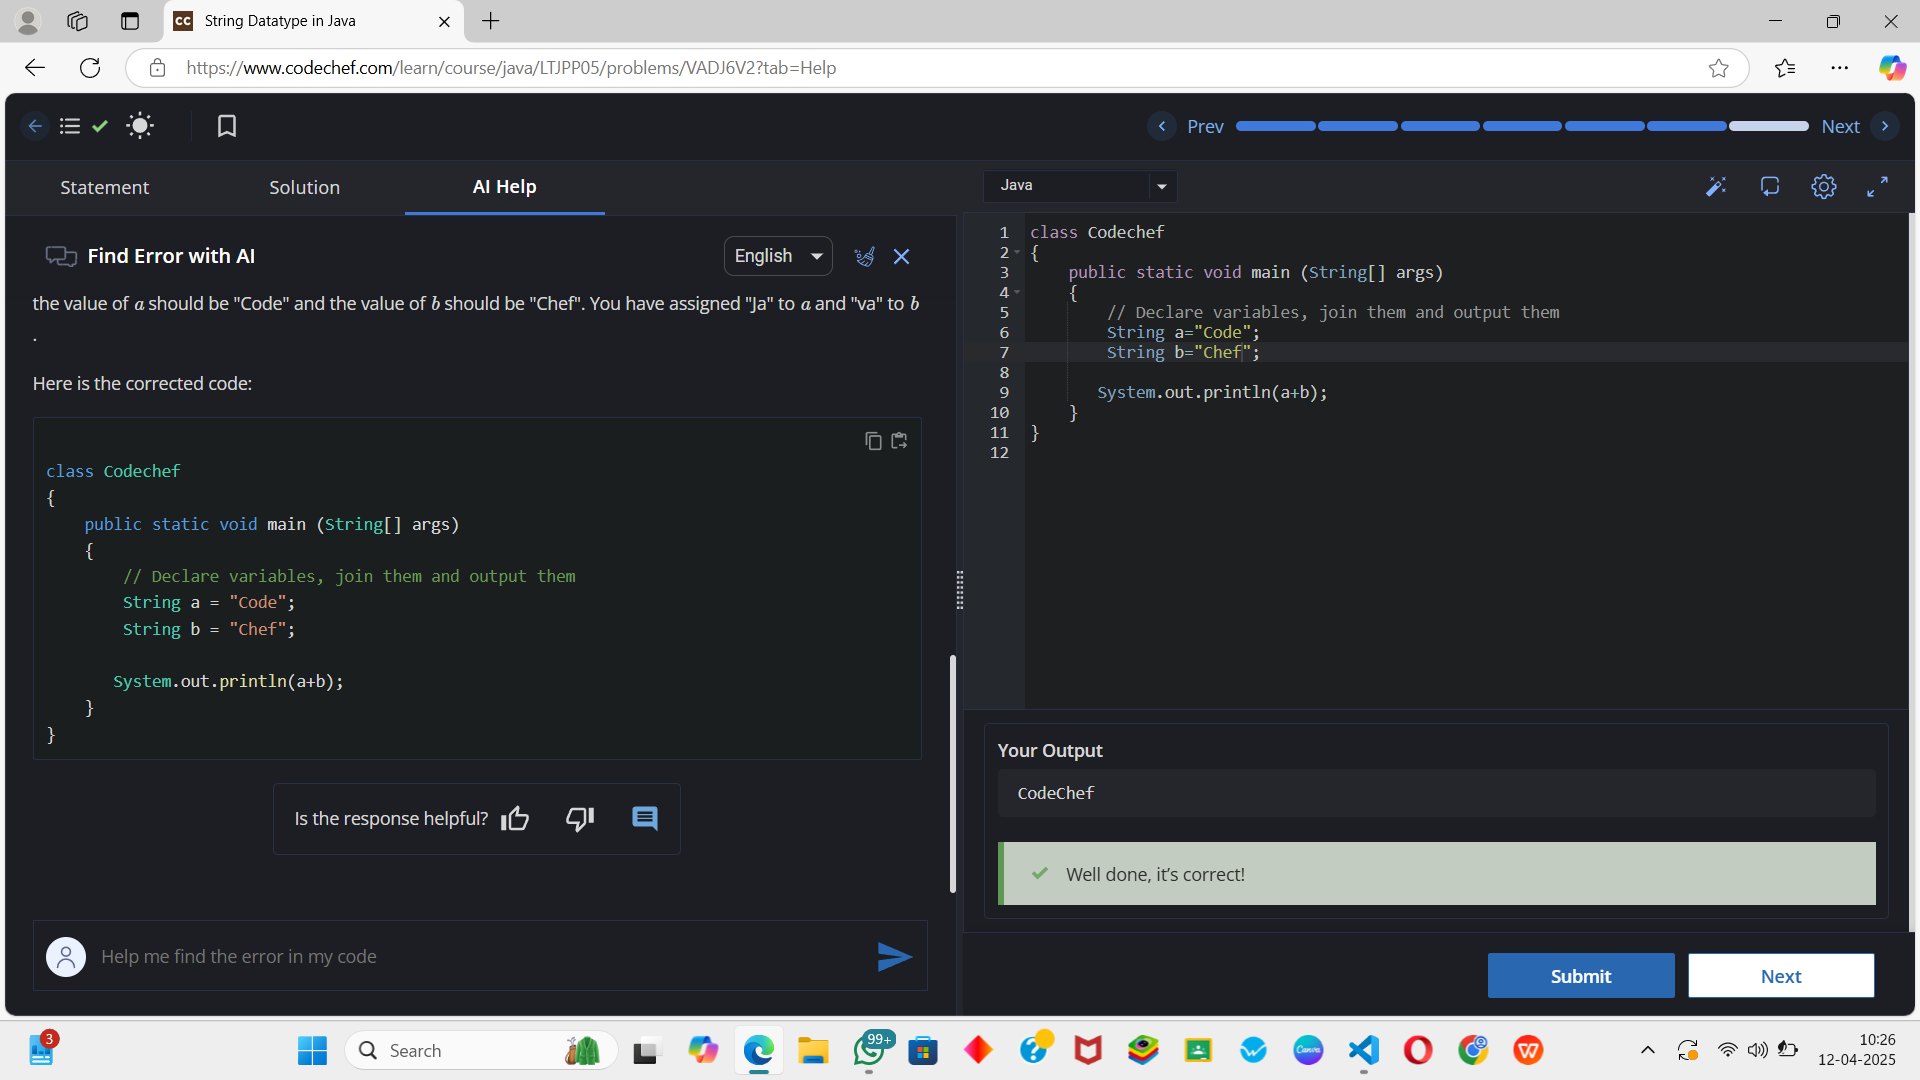 CC String Datatype in Java
https://www.codechef.com/learn/course/java/LTJPP05/problems/VADJ6V2?tab=Help
Prev
Next
Statement
Solution
AI Help
Find Error with AI
English
the value of a should be "Code" and the value of b should be "Chef". You have assigned "Ja" to a and "va" to b
.
Here is the corrected code:
class Codechef
{
public static void main (String[] args)
{
// Declare variables, join them and output them
String a = "Code";
String b = "Chef";
System.out.println(a+b);
}
}
Is the response helpful?
Help me find the error in my code
Java
1 class Codechef
2 {
3 public static void main (String[] args)
4 {
5 // Declare variables, join them and output them
6 String a="Code";
7 String b="Chef";
8
9 System.out.println(a+b);
10 }
11 }
12
Your Output
CodeChef
Well done, it's correct!
Submit
Next
3
Search
99+
Canva
W
10:26
12-04-2025